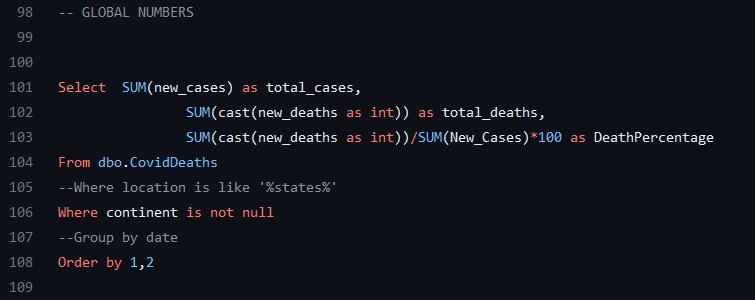 98 -- GLOBAL NUMBERS
99
100
101 Select  SUM(new_cases) as total_cases,
102                 SUM(cast(new_deaths as int)) as total_deaths,
103                 SUM(cast(new_deaths as int))/SUM(New_Cases)*100 as DeathPercentage
104 From dbo.CovidDeaths
105 --Where location is like '%states%'
106 Where continent is not null
107 --Group by date
108 Order by 1,2
109